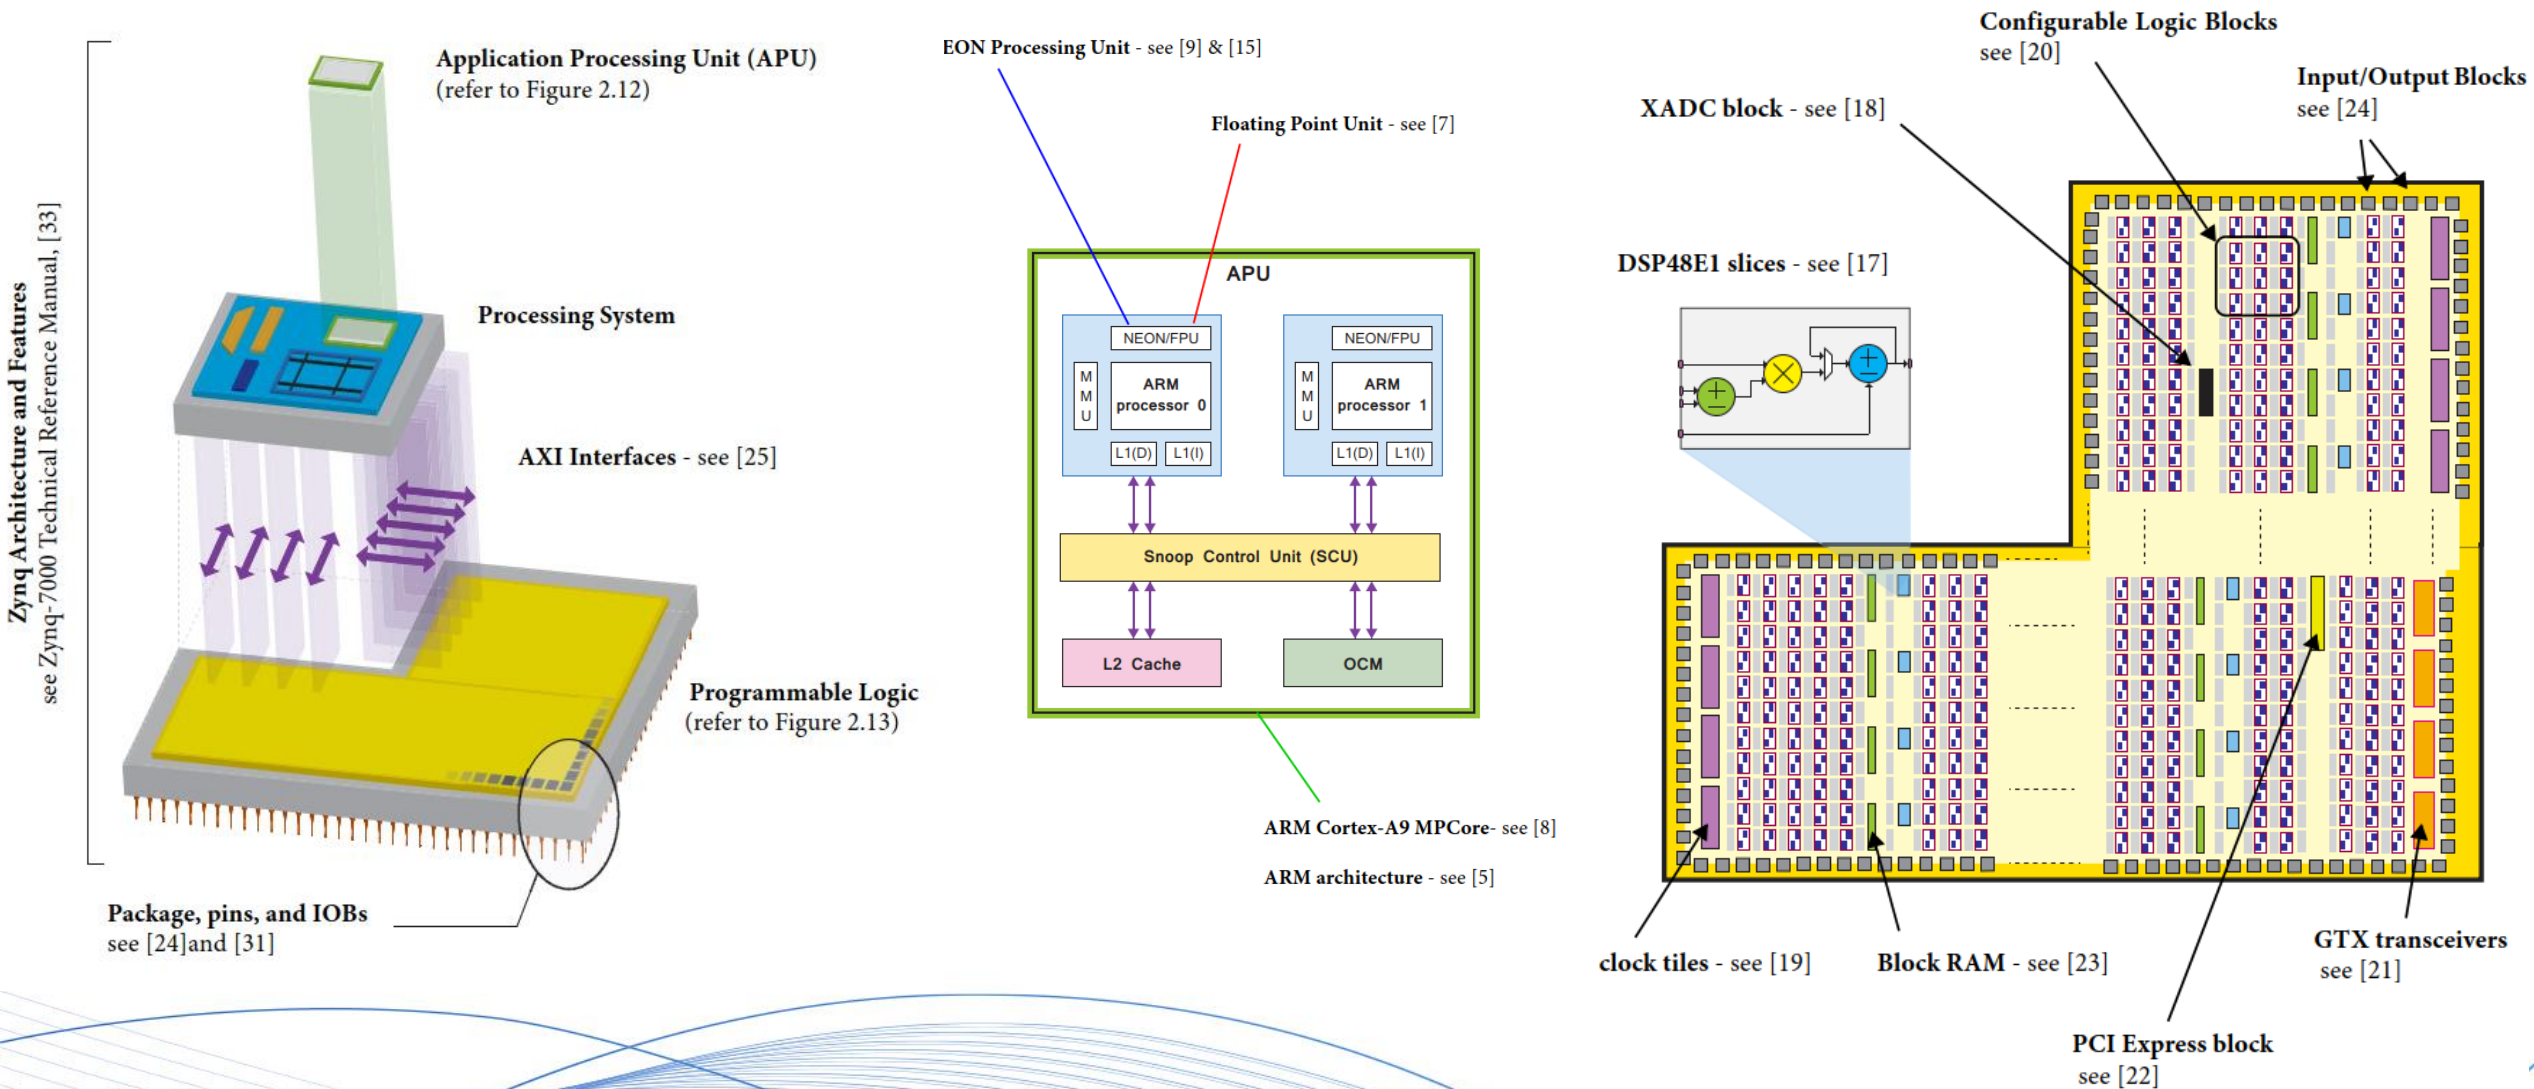 Zynq Architecture and Features
see Zynq-7000 Technical Reference Manual, [33]
Application Processing Unit (APU)
(refer to Figure 2.12)
Processing System
AXI Interfaces - see [25]
Programmable Logic
(refer to Figure 2.13)
Package, pins, and IOBs
see [24]and [31]
EON Processing Unit - see [9] & [15]
Floating Point Unit - see [7]
APU
NEON/FPU
MMU
ARM
processor 0
L1(D)
L1(I)
NEON/FPU
MMU
ARM
processor 1
L1(D)
L1(I)
Snoop Control Unit (SCU)
L2 Cache
OCM
ARM Cortex-A9 MPCore- see [8]
ARM architecture - see [5]
Configurable Logic Blocks
see [20]
Input/Output Blocks
see [24]
XADC block - see [18]
DSP48E1 slices - see [17]
clock tiles - see [19]
Block RAM - see [23]
GTX transceivers
see [21]
PCI Express block
see [22]